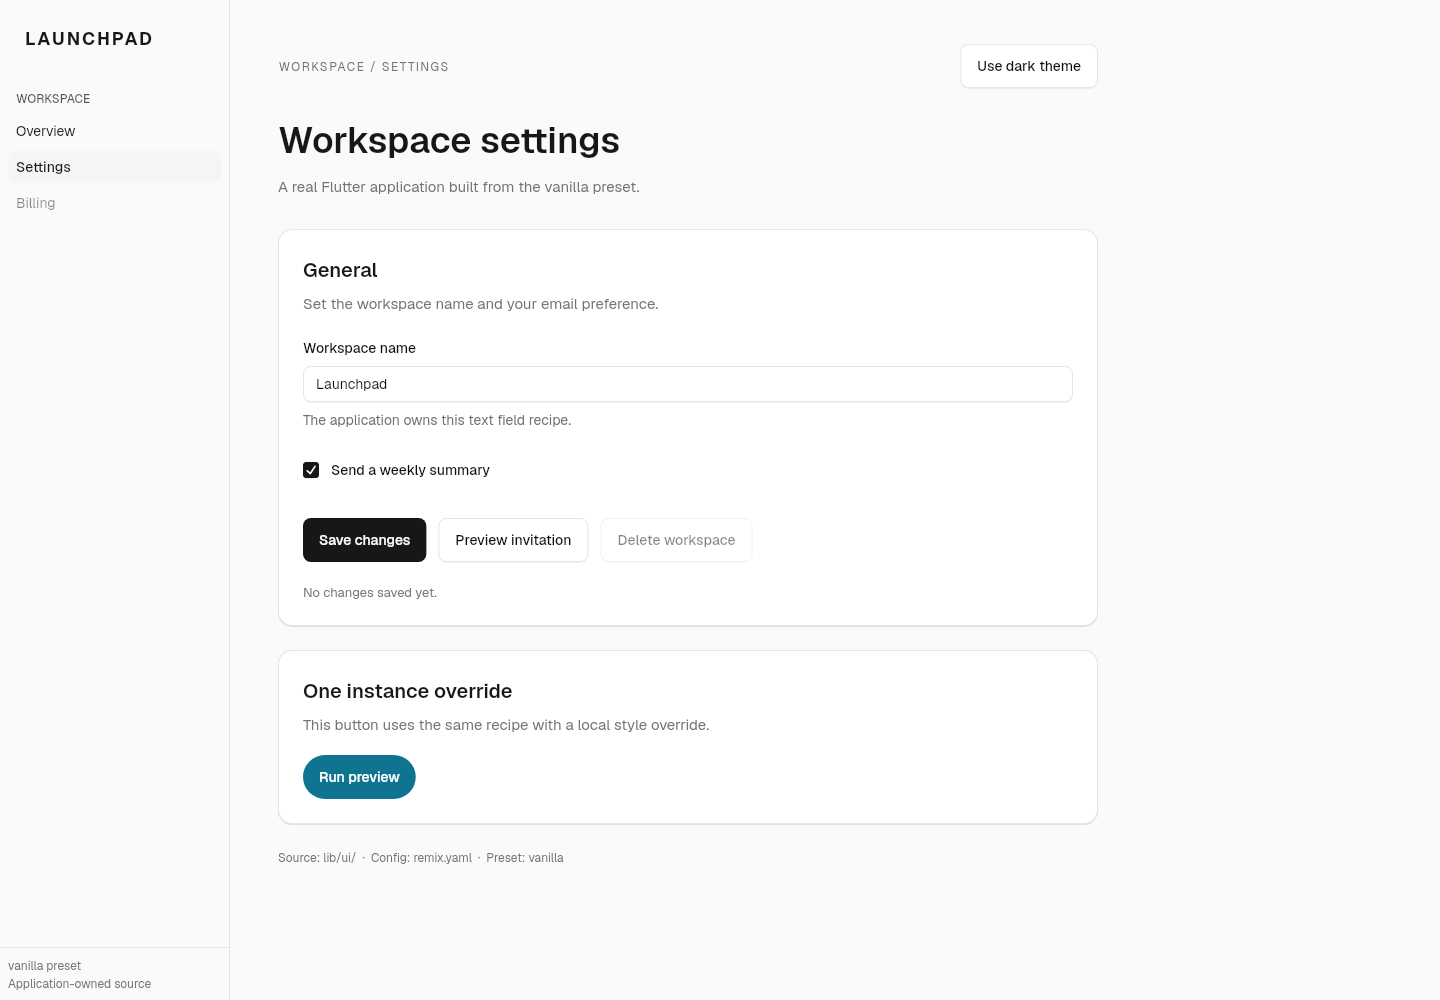 LAUNCHPAD
WORKSPACE
Overview
Settings
Billing
vanilla preset
Application-owned source
WORKSPACE / SETTINGS
Use dark theme
Workspace settings
A real Flutter application built from the vanilla preset.
General
Set the workspace name and your email preference.
Workspace name
Launchpad
The application owns this text field recipe.
Send a weekly summary
Save changes
Preview invitation
Delete workspace
No changes saved yet.
One instance override
This button uses the same recipe with a local style override.
Run preview
Source: lib/ui/ · Config: remix.yaml · Preset: vanilla